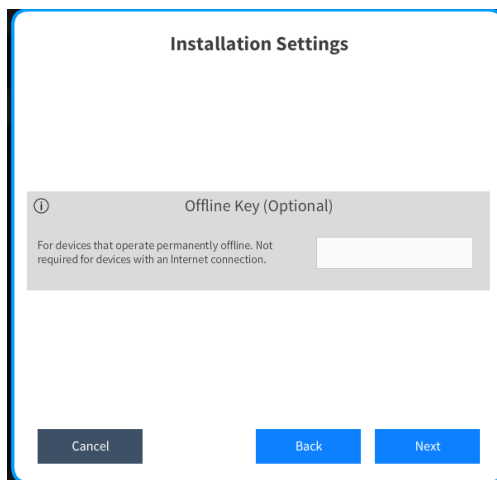 Installation Settings
Offline Key (Optional)
For devices that operate permanently offline. Not
required for devices with an Internet connection.
Cancel
Back
Next